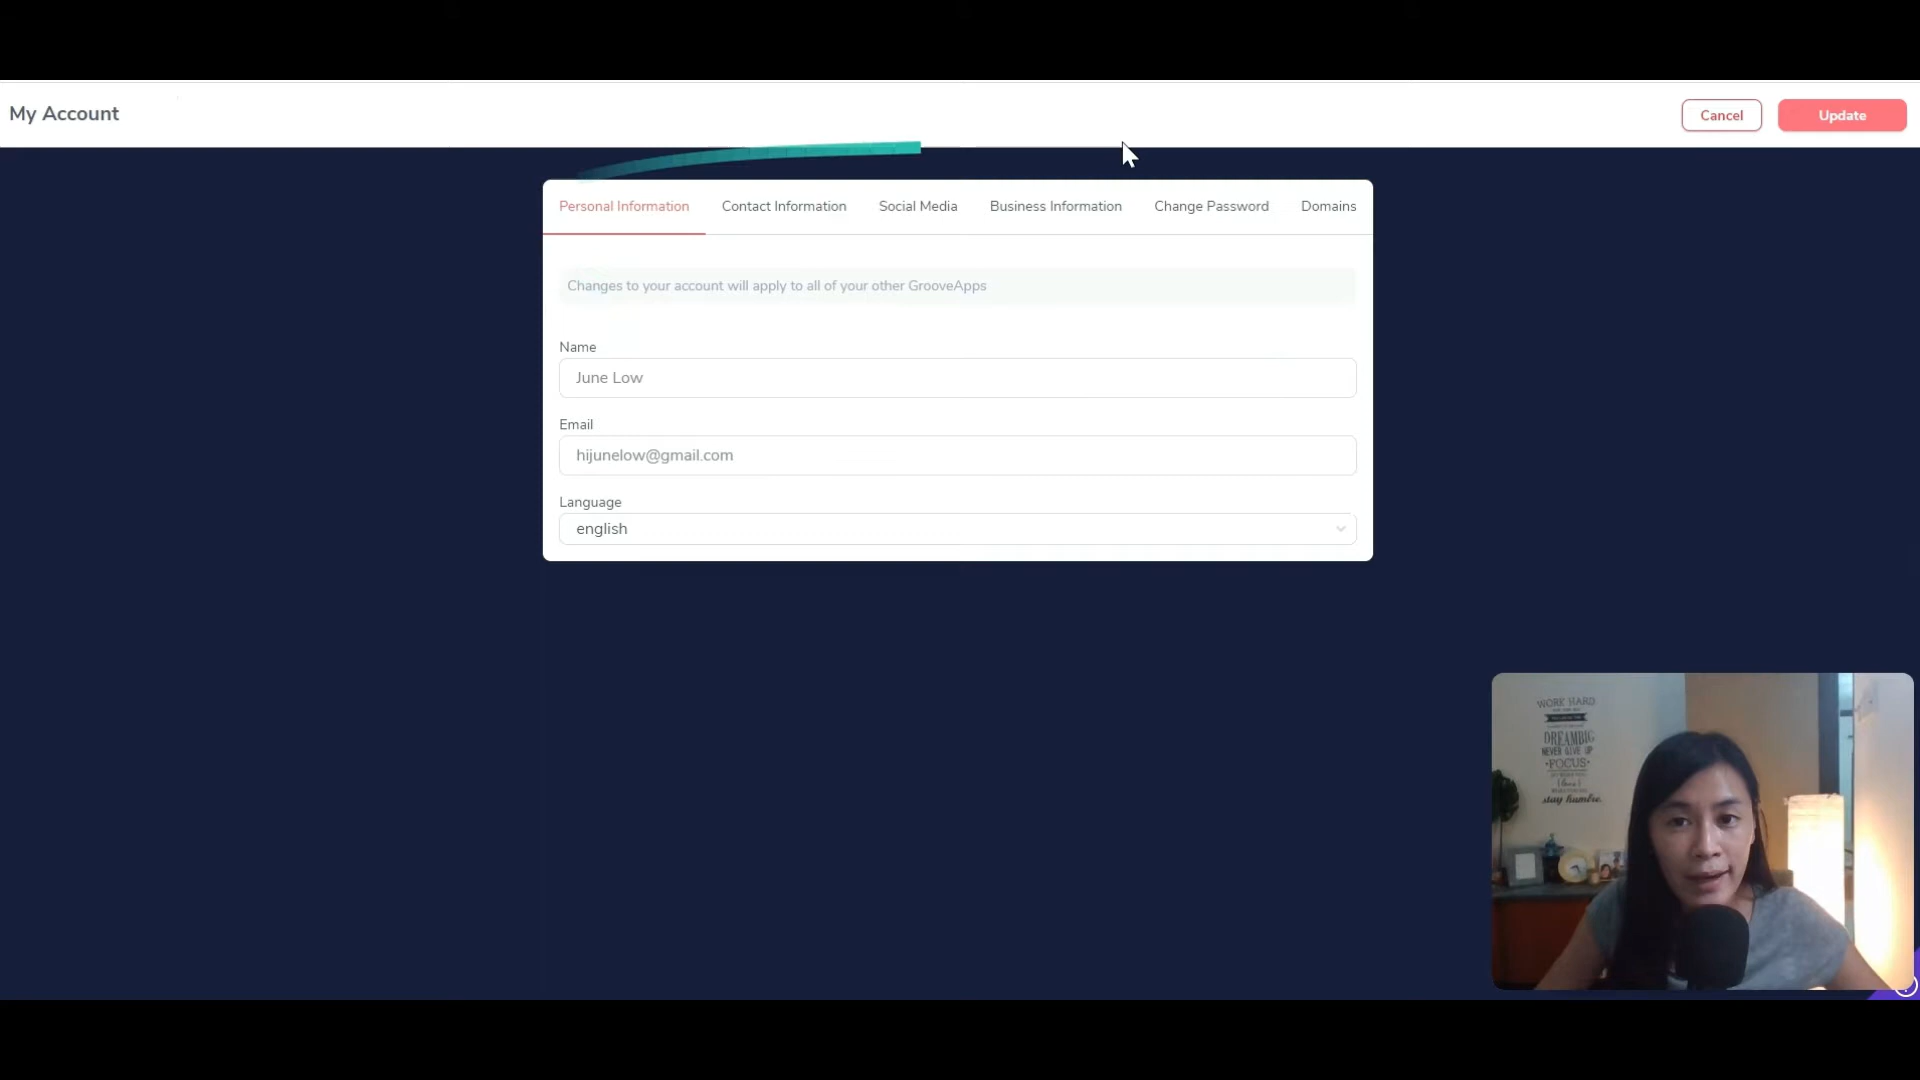 My Account
Cancel
Update
Personal Information
Contact Information
Social Media
Business Information
Change Password
Domains
Changes to your account will apply to all of your other GrooveApps
Name
June Low
Email
hijunelow@gmail.com
Language
english
WORK HARD
DREAMBIG
NEVER GIVE UP
•FOCUS•
stay humble.